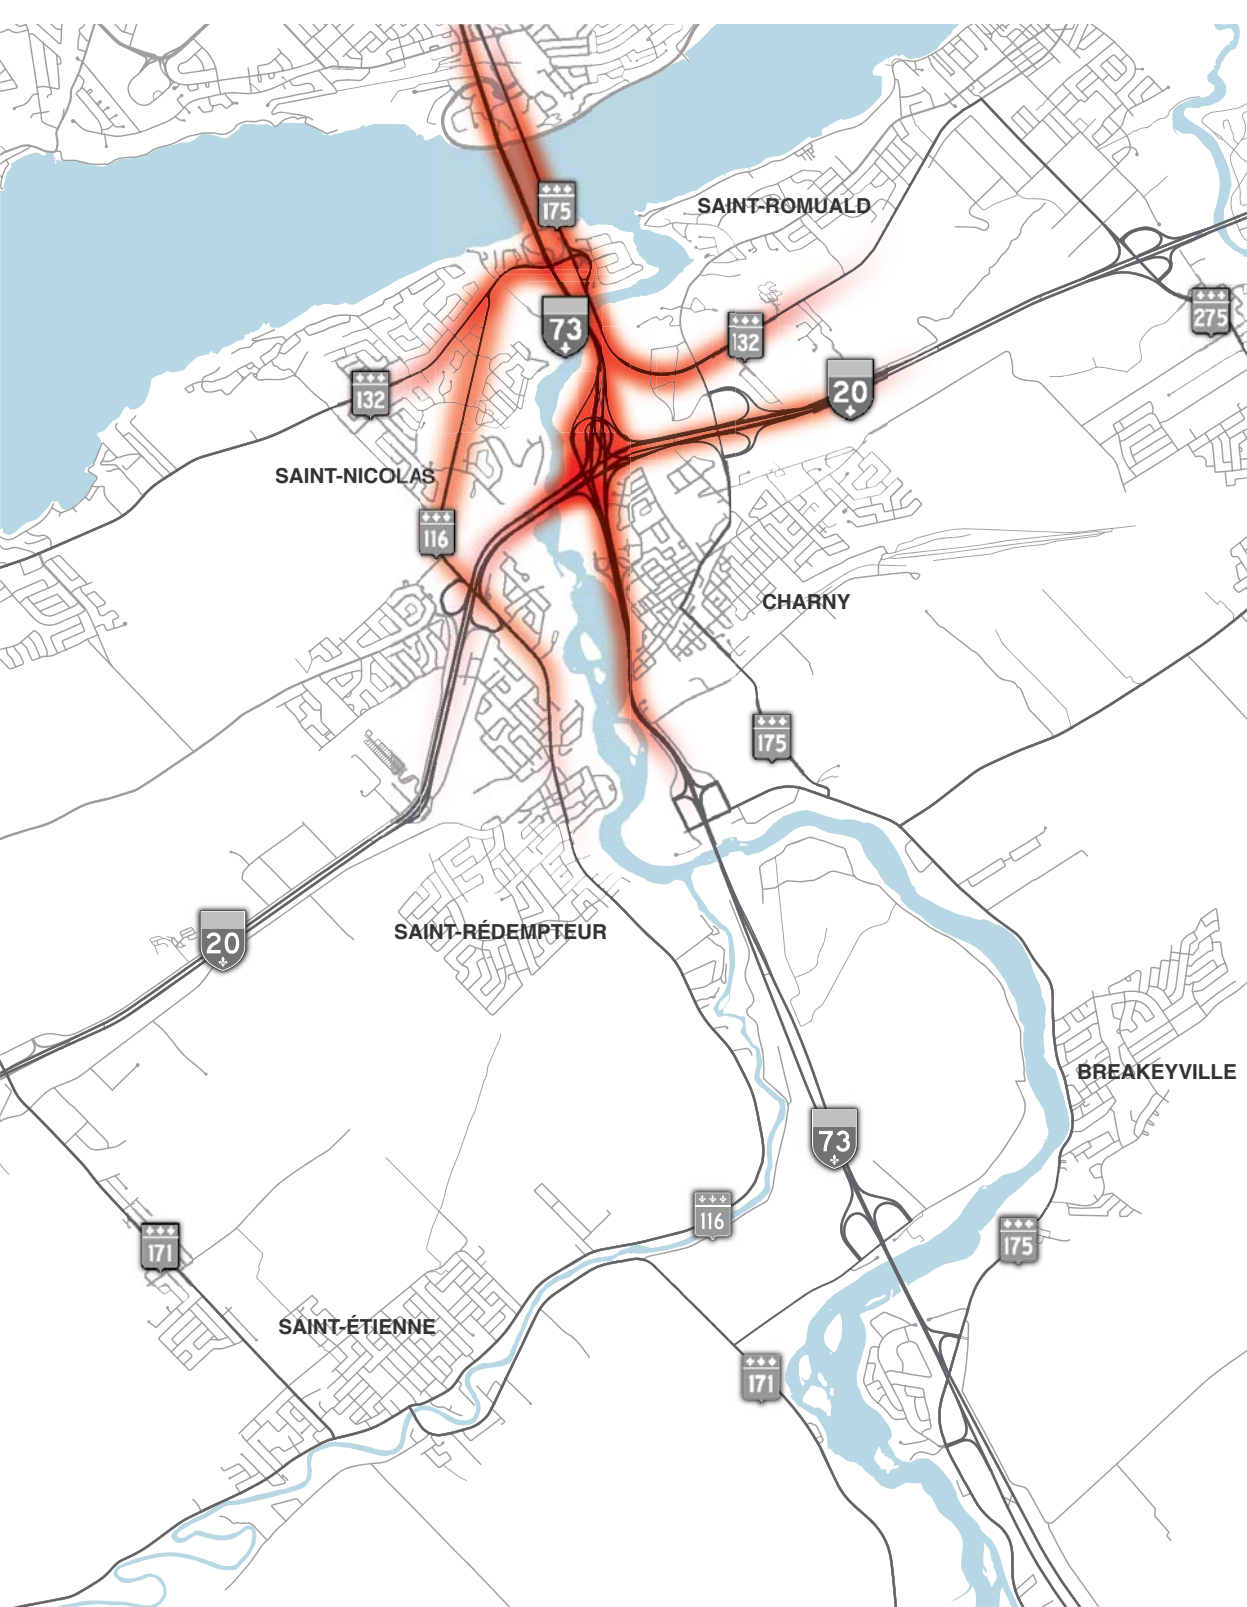 175
SAINT-ROMUALD
275
73
132
20
132
SAINT-NICOLAS
116
CHARNY
175
20
SAINT-RÉDEMPTEUR
BREAKEYVILLE
73
116
175
171
SAINT-ÉTIENNE
171